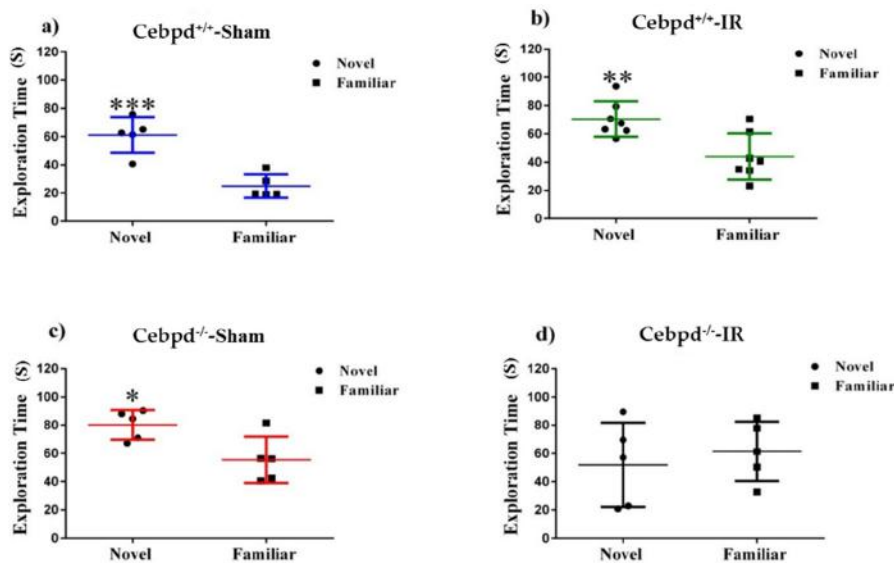 a)
Cebpd+/+-Sham
Exploration Time (S)
120
100
80
60
40
20
0
***
Novel
Familiar
Novel Familiar
b)
Cebpd+/+-IR
Exploration Time (S)
120
100
80
60
40
20
0
**
Novel
Familiar
Novel Familiar
c)
Cebpd-/--Sham
Exploration Time (S)
120
100
80
60
40
20
0
*
Novel
Familiar
Novel Familiar
d)
Cebpd-/--IR
Exploration Time (S)
120
100
80
60
40
20
0
Novel
Familiar
Novel Familiar